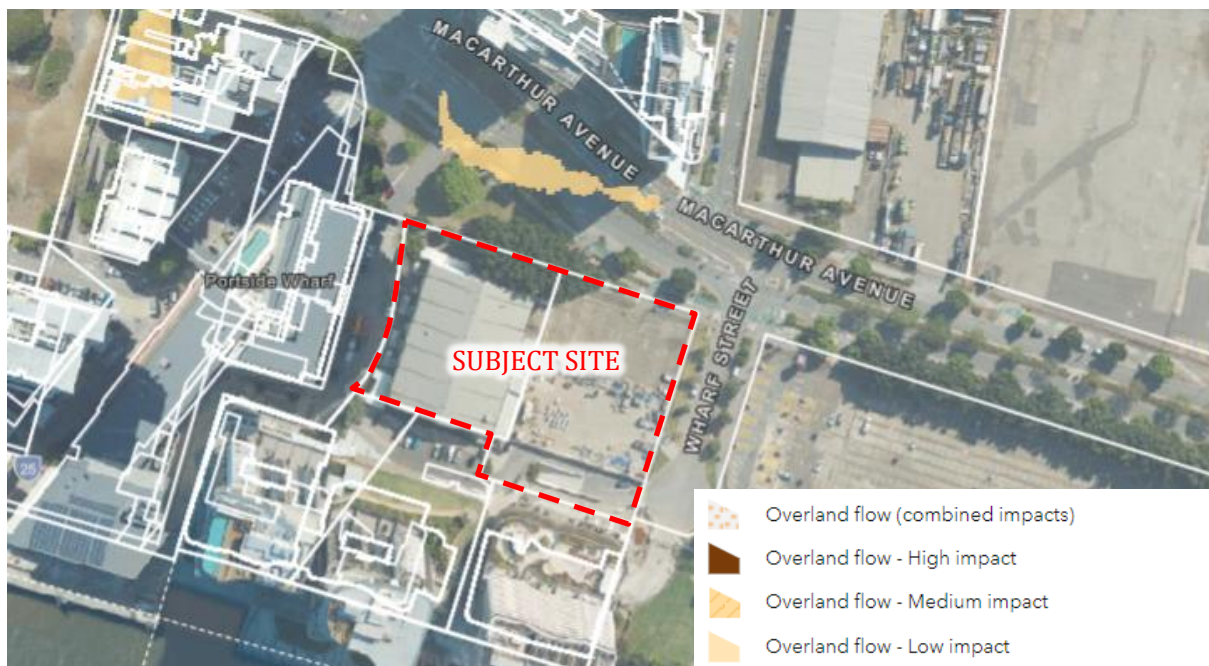 MACARTHUR AVENUE
MACARTHUR AVENUE
Portside Wharf
SUBJECT SITE
WHARF STREET
25
Overland flow (combined impacts)
Overland flow - High impact
Overland flow - Medium impact
Overland flow - Low impact